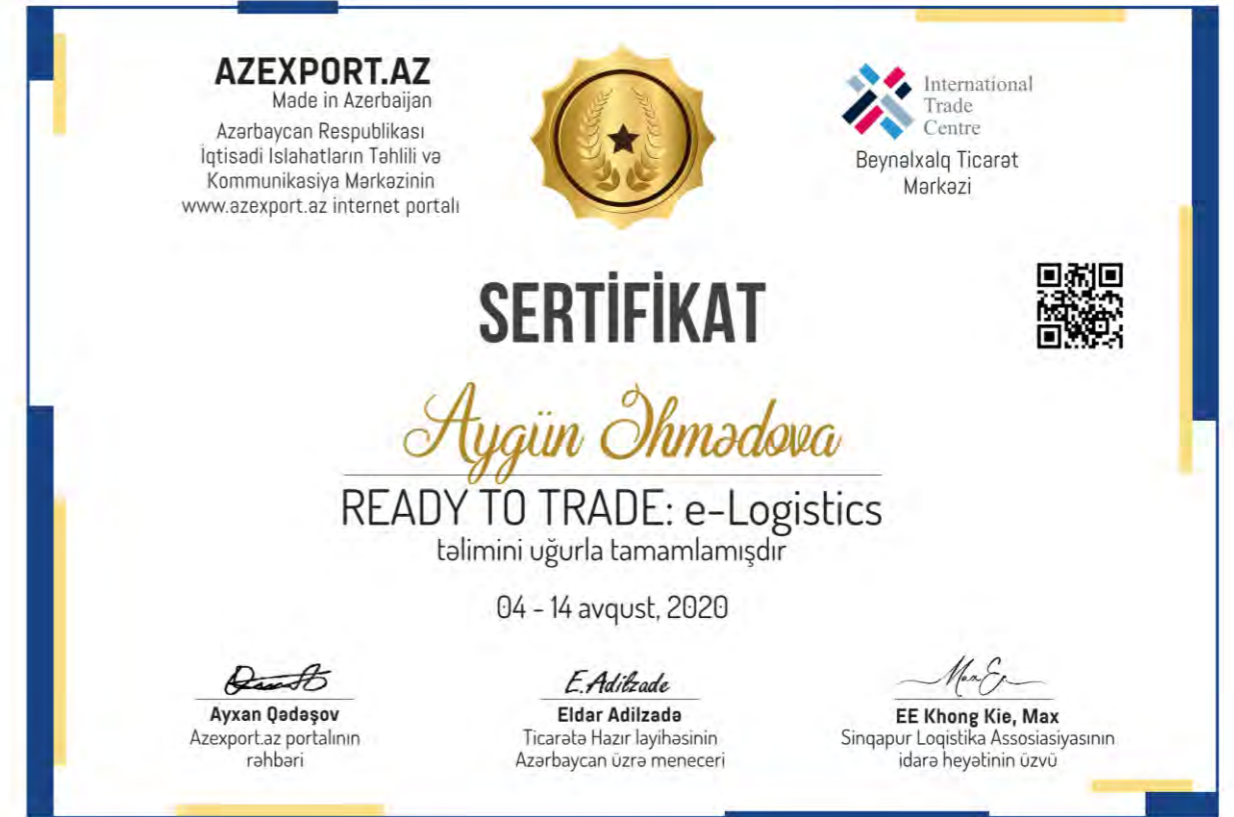 AZEXPORT.AZ
Made in Azerbaijan
Azərbaycan Respublikası
İqtisadi Islahatların Təhlili və
Kommunikasiya Mərkəzinin
www.azexport.az internet portalı
International
Trade
Centre
Beynəlxalq Ticarət
Mərkəzi
SERTİFİKAT
Aygün Əhmədova
READY TO TRADE: e-Logistics
təlimini uğurla tamamlamışdır
04 - 14 avqust, 2020
E.Adilzade
Ayxan Qədəşov
Azexport.az portalının
rəhbəri
Eldar Adilzadə
Ticarətə Hazır layihəsinin
Azərbaycan üzrə meneceri
EE Khong Kie, Max
Sinqapur Loqistika Assosiasiyasının
idarə heyətinin üzvü